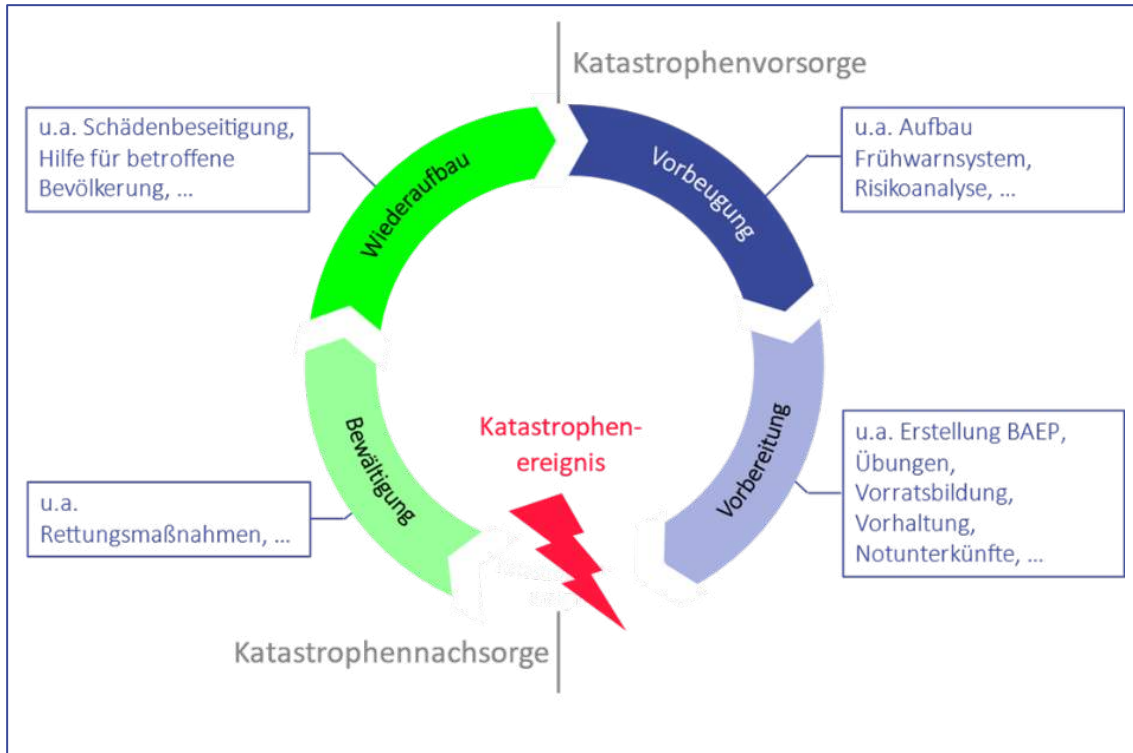 Katastrophenvorsorge
u.a. Schädenbeseitigung,
Hilfe für betroffene
Bevölkerung, ...
Wiederaufbau
Vorbeugung
u.a. Aufbau
Frühwarnsystem,
Risikoanalyse, ...
Katastrophen-
ereignis
Bewältigung
Vorbereitung
u.a. Erstellung BAEP,
Übungen,
Vorratsbildung,
Vorhaltung,
Notunterkünfte, ...
u.a.
Rettungsmaßnahmen, ...
Katastrophennachsorge